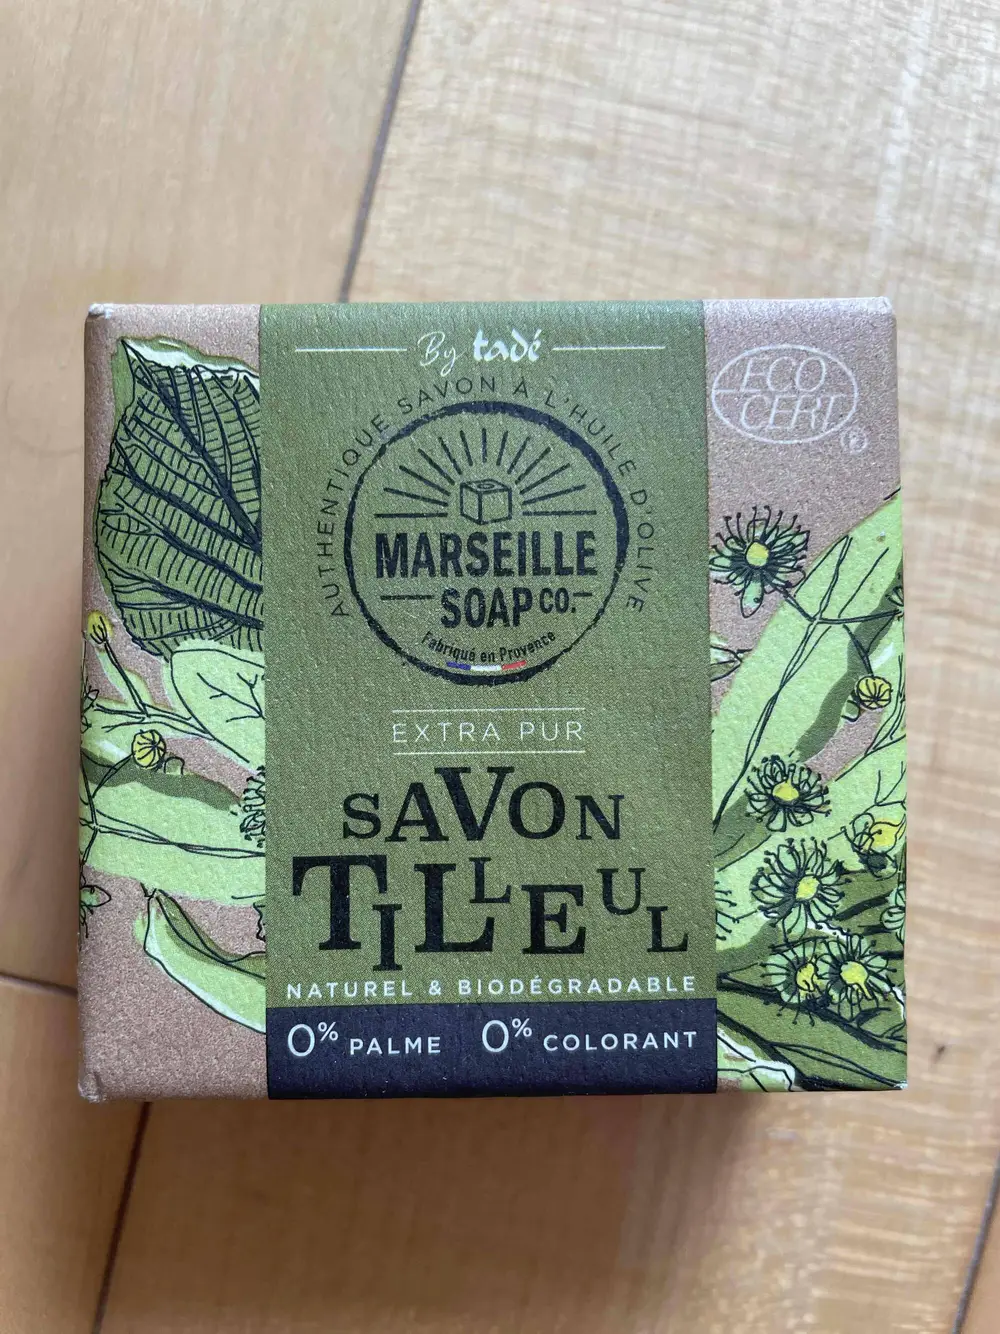 By tadé
AUTHENTIQUE SAVON À L'HUILE D'OLIVE
ECO
CERT
®
MARSEILLE
SOAP CO.
Fabriqué en Provence
EXTRA PUR
SAVON
TILLEUL
NATUREL & BIODÉGRADABLE
0% PALME 0% COLORANT